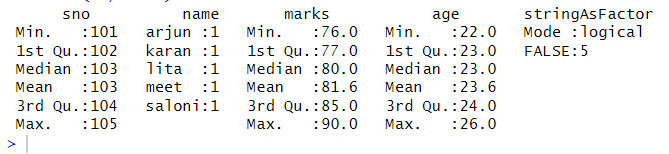 sno           name       marks           age       stringAsFactor 
 Min.   :101   arjun :1   Min.   :76.0   Min.   :22.0   Mode :logical  
 1st Qu.:102   karan :1   1st Qu.:77.0   1st Qu.:23.0   FALSE:5        
 Median :103   lita  :1   Median :80.0   Median :23.0                  
 Mean   :103   meet  :1   Mean   :81.6   Mean   :23.6                  
 3rd Qu.:104   saloni:1   3rd Qu.:85.0   3rd Qu.:24.0                  
 Max.   :105              Max.   :90.0   Max.   :26.0                  
>